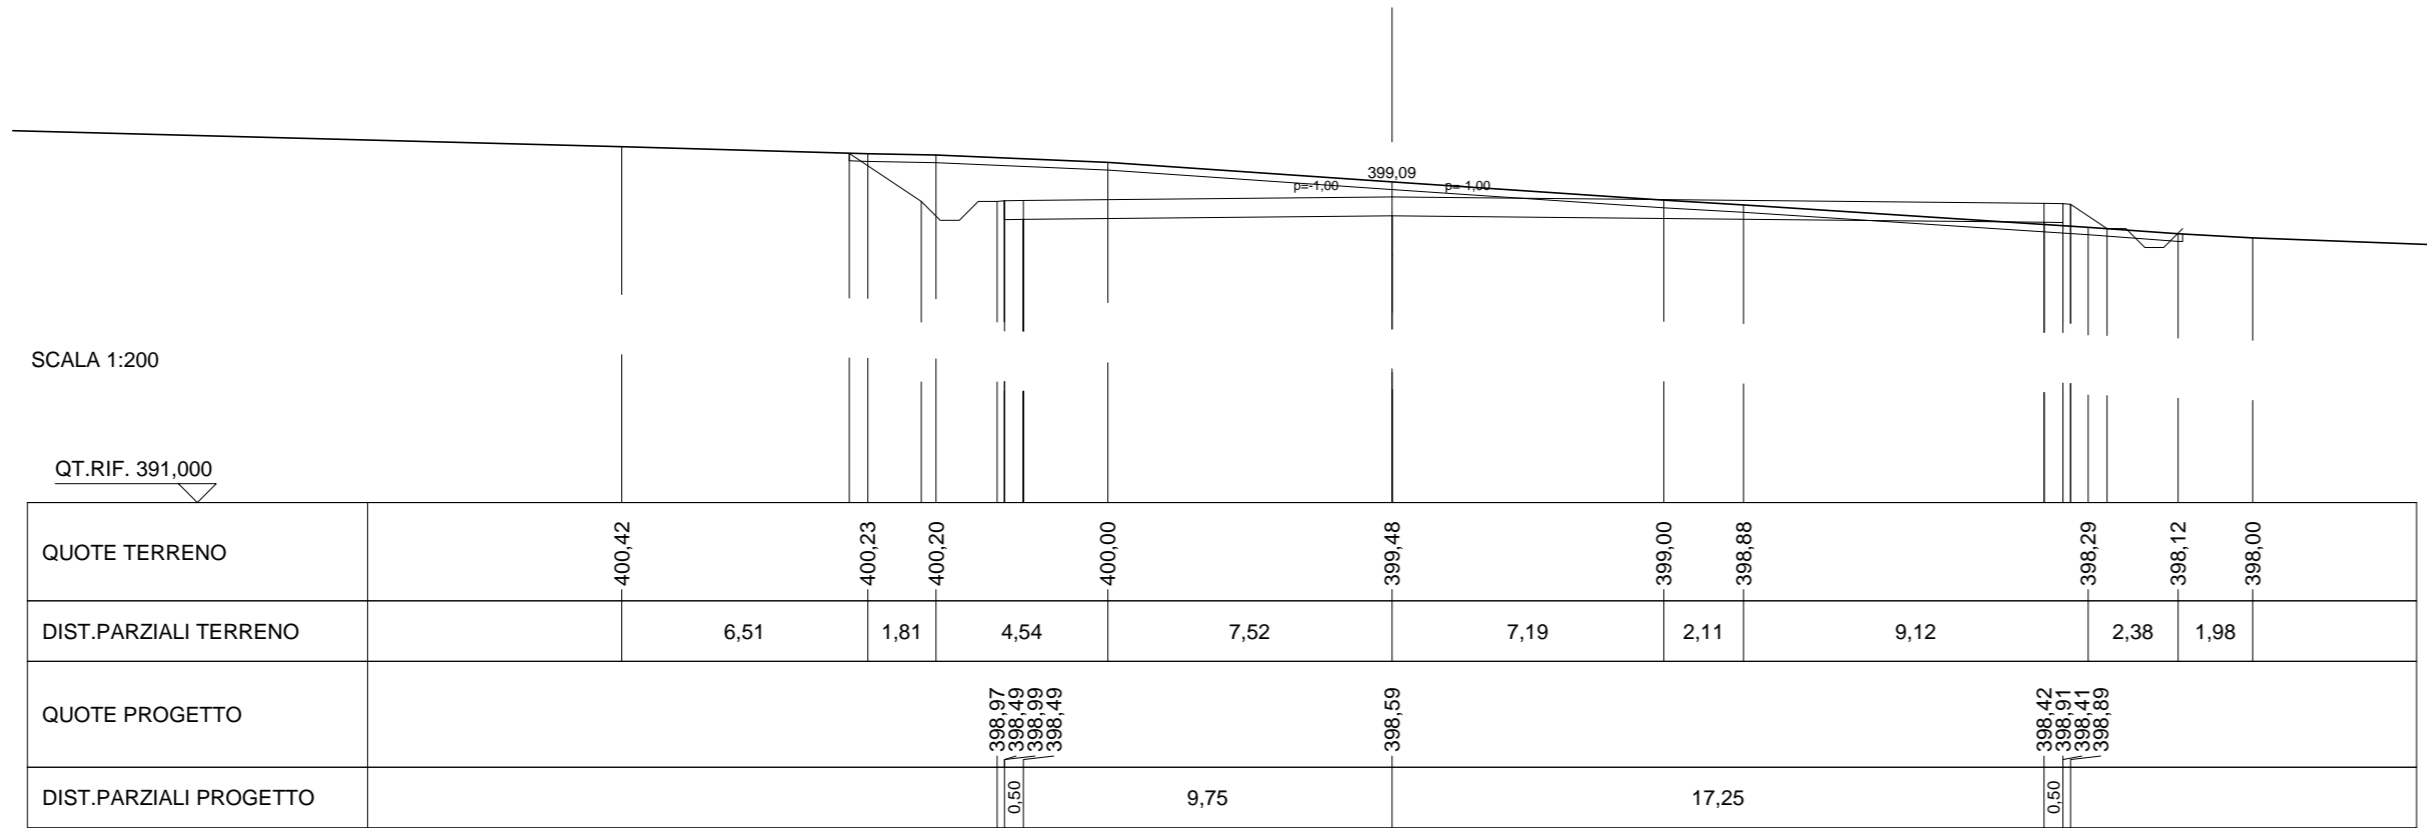 399,09
p=-1,00 p=-1,00
SCALA 1:200
QT.RIF. 391,000
QUOTE TERRENO 400,42 400,23 400,20 400,00 399,48 399,00 398,88 398,29 398,12 398,00
DIST.PARZIALI TERRENO 6,51 1,81 4,54 7,52 7,19 2,11 9,12 2,38 1,98
QUOTE PROGETTO 398,97 398,49 398,99 398,49 398,59 398,42 398,91 398,41 398,89
DIST.PARZIALI PROGETTO 0,50 9,75 17,25 0,50